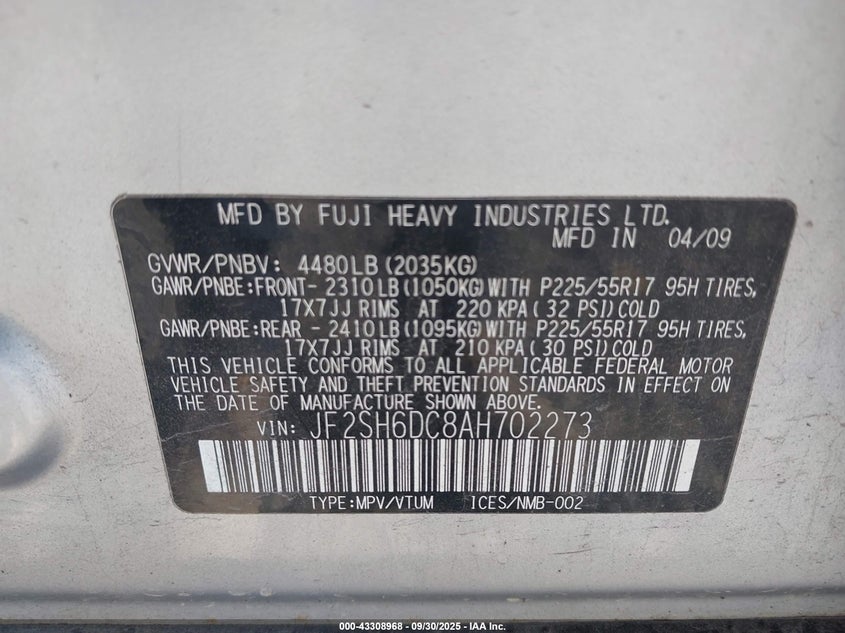 MFD BY FUJI HEAVY INDUSTRIES LTD.
MFD IN 04/09
GVWR/PNBV: 4480LB (2035KG)
GAWR/PNBE:FRONT- 2310LB (1050KG) WITH P225/55R17 95H TIRES,
17X7JJ RIMS AT 220 KPA ( 32 PSI) COLD
GAWR/PNBE:REAR - 2410LB (1095KG) WITH P225/55R17 95H TIRES,
17X7JJ RIMS AT 210 KPA ( 30 PSI) COLD
THIS VEHICLE CONFORMS TO ALL APPLICABLE FEDERAL MOTOR
VEHICLE SAFETY AND THEFT PREVENTION STANDARDS IN EFFECT ON
THE DATE OF MANUFACTURE SHOWN ABOVE.
VIN: JF2SH6DC8AH702273
TYPE:MPV/VTUM ICES/NMB-002
000-43308968 - 09/30/2025 - IAA Inc.